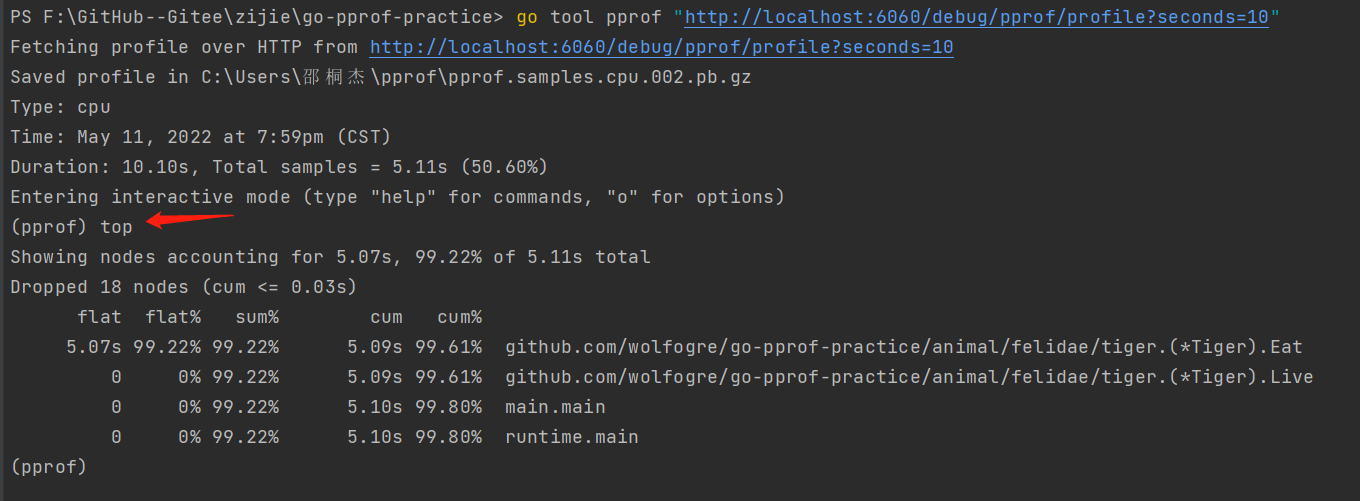 PS F:\GitHub--Gitee\zijie\go-pprof-practice> go tool pprof "http://localhost:6060/debug/pprof/profile?seconds=10"
Fetching profile over HTTP from http://localhost:6060/debug/pprof/profile?seconds=10
Saved profile in C:\Users\邵桐杰\pprof\pprof.samples.cpu.002.pb.gz
Type: cpu
Time: May 11, 2022 at 7:59pm (CST)
Duration: 10.10s, Total samples = 5.11s (50.60%)
Entering interactive mode (type "help" for commands, "o" for options)
(pprof) top
Showing nodes accounting for 5.07s, 99.22% of 5.11s total
Dropped 18 nodes (cum <= 0.03s)
      flat  flat%   sum%        cum   cum%
     5.07s 99.22% 99.22%      5.09s 99.61%  github.com/wolfogre/go-pprof-practice/animal/felidae/tiger.(*Tiger).Eat
         0     0% 99.22%      5.09s 99.61%  github.com/wolfogre/go-pprof-practice/animal/felidae/tiger.(*Tiger).Live
         0     0% 99.22%      5.10s 99.80%  main.main
         0     0% 99.22%      5.10s 99.80%  runtime.main
(pprof)